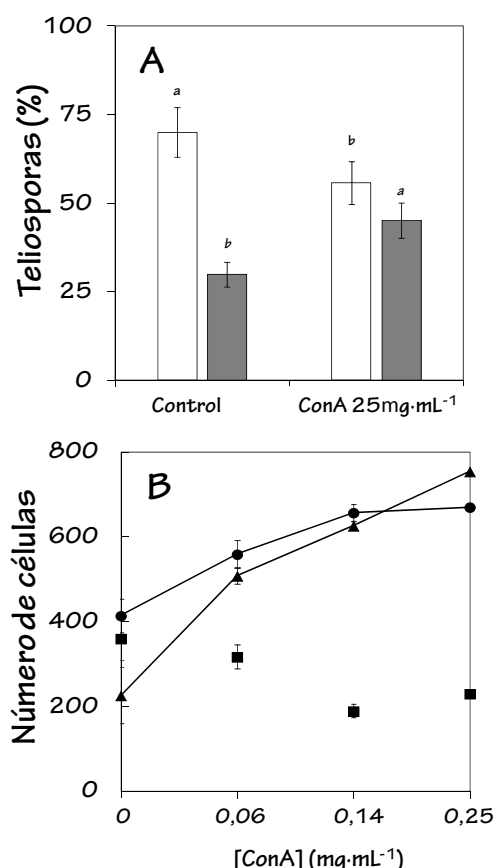 100
A
a
b
75
b
a
50
25
0
Teliosporas (%)
Control
ConA 25mg·mL-1
800
B
600
400
200
0
Número de células
0
0,06
0,14
0,25
[ConA] (mg·mL-1)